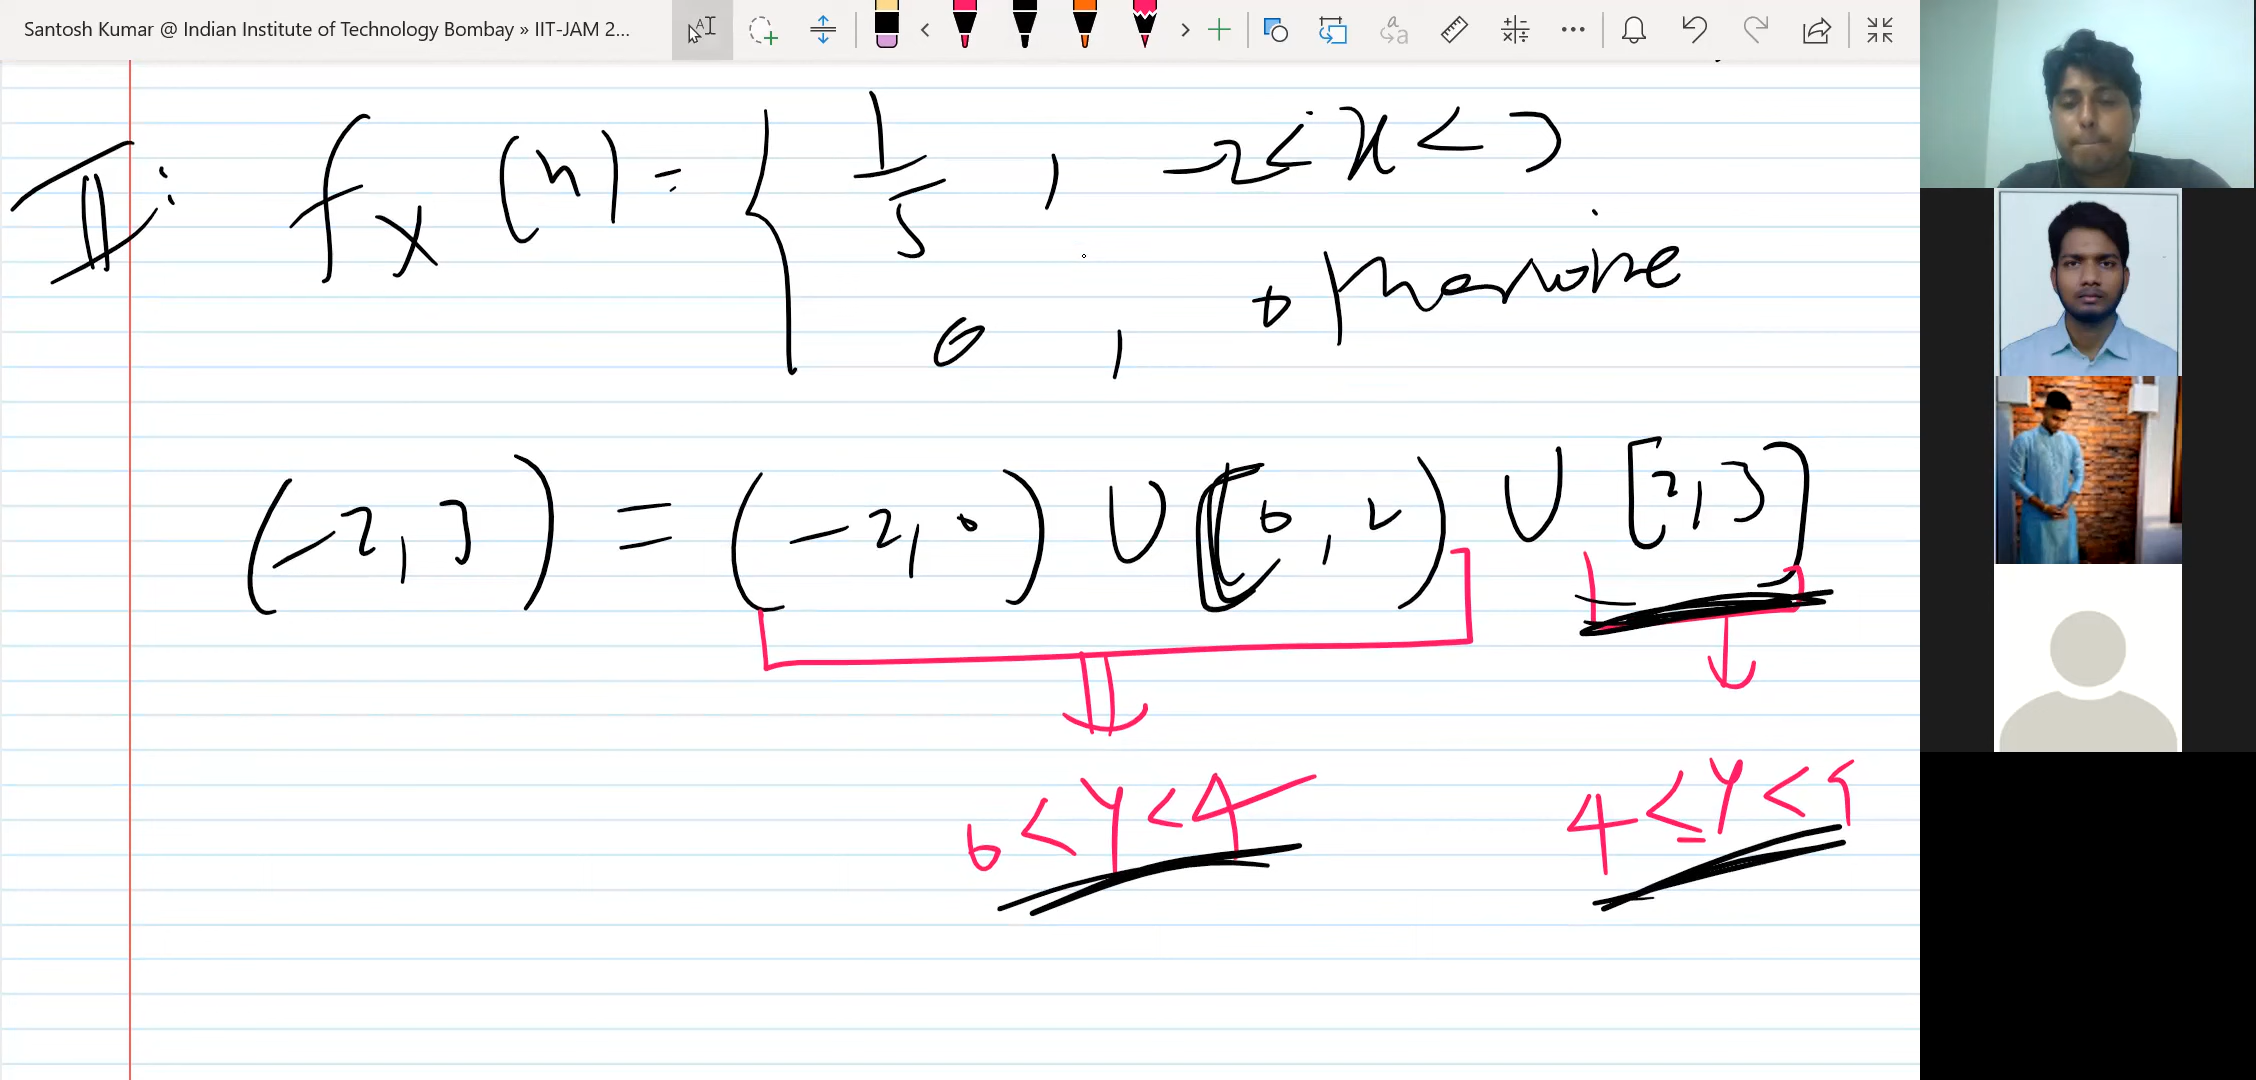 Santosh Kumar @ Indian Institute of Technology Bombay » IIT-JAM 2...
II: fX (x) = { 1/5 , -2 < x < 3
0 , otherwise
(-2, 3) = (-2, 0) ∪ [0, 2) ∪ [2, 3)
0 < Y < 4 4 ≤ Y < 9